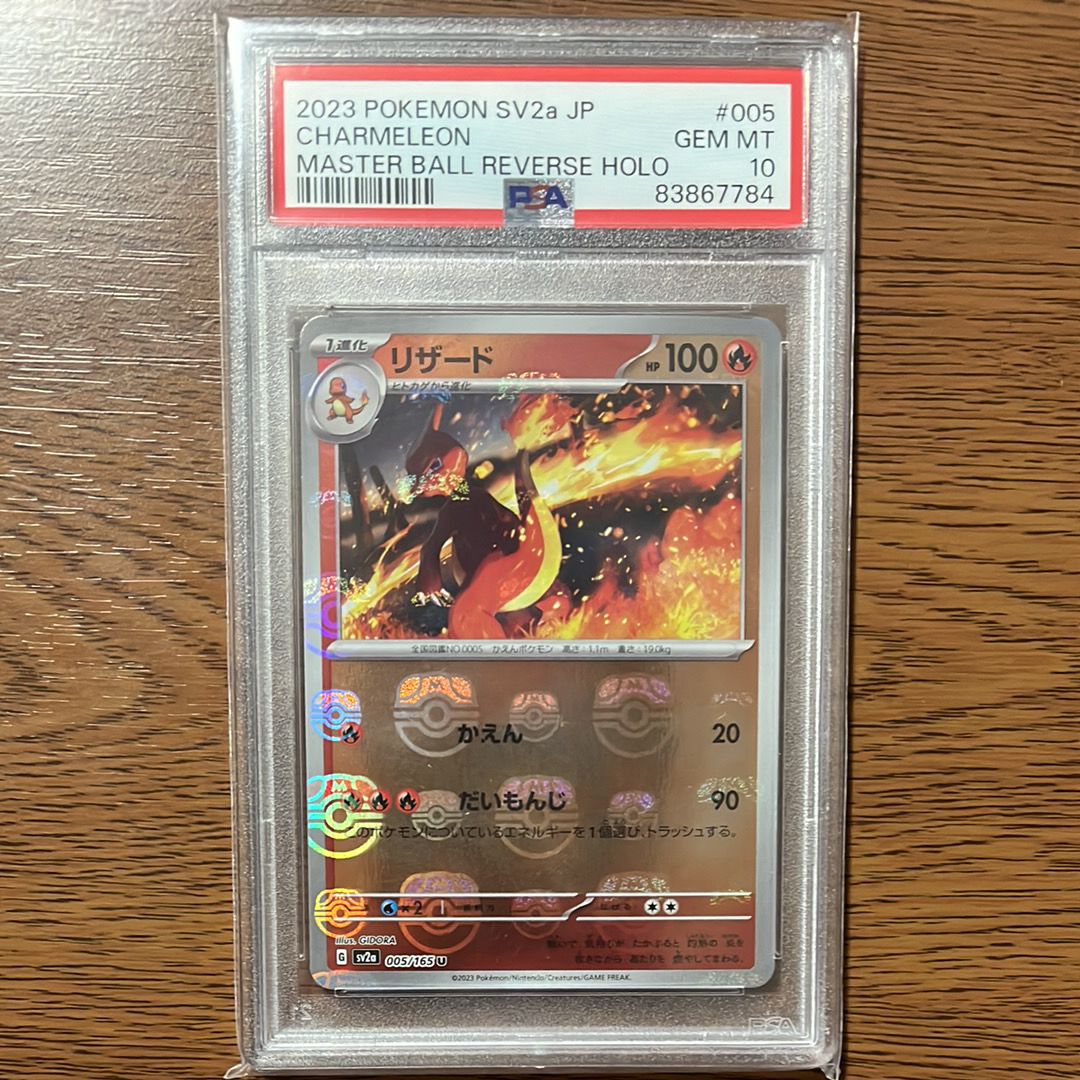 2023 POKEMON SV2a JP #005
CHARMELEON GEM MT
MASTER BALL REVERSE HOLO 10
PSA 83867784
1進化 リザード HP 100
ヒトカゲから進化
全国図鑑NO.0005 かえんポケモン 高さ:1.1m 重さ:19.0kg
かえん 20
だいもんじ 90
このポケモンについているエネルギーを1個選び、トラッシュする。
×2
Illus. GIDORA
G sv2a 005/165 U
©2023 Pokémon/Nintendo/Creatures/GAME FREAK.
PSA